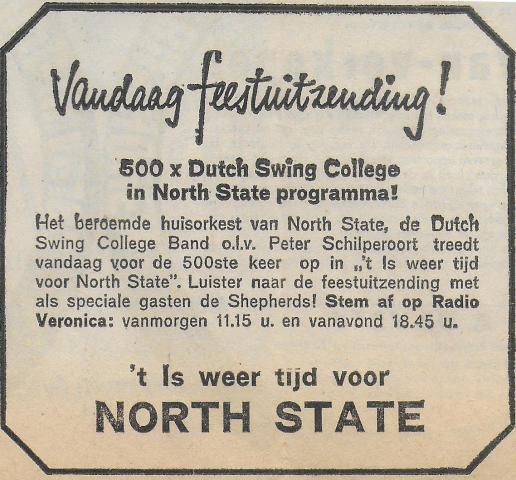 Vandaag feestuitzending!
500 x Dutch Swing College
in North State programma!
Het beroemde huisorkest van North State, de Dutch
Swing College Band o.l.v. Peter Schilperoort treedt
vandaag voor de 500ste keer op in „'t Is weer tijd
voor North State”. Luister naar de feestuitzending met
als speciale gasten de Shepherds! Stem af op Radio
Veronica: vanmorgen 11.15 u. en vanavond 18.45 u.
't Is weer tijd voor
NORTH STATE